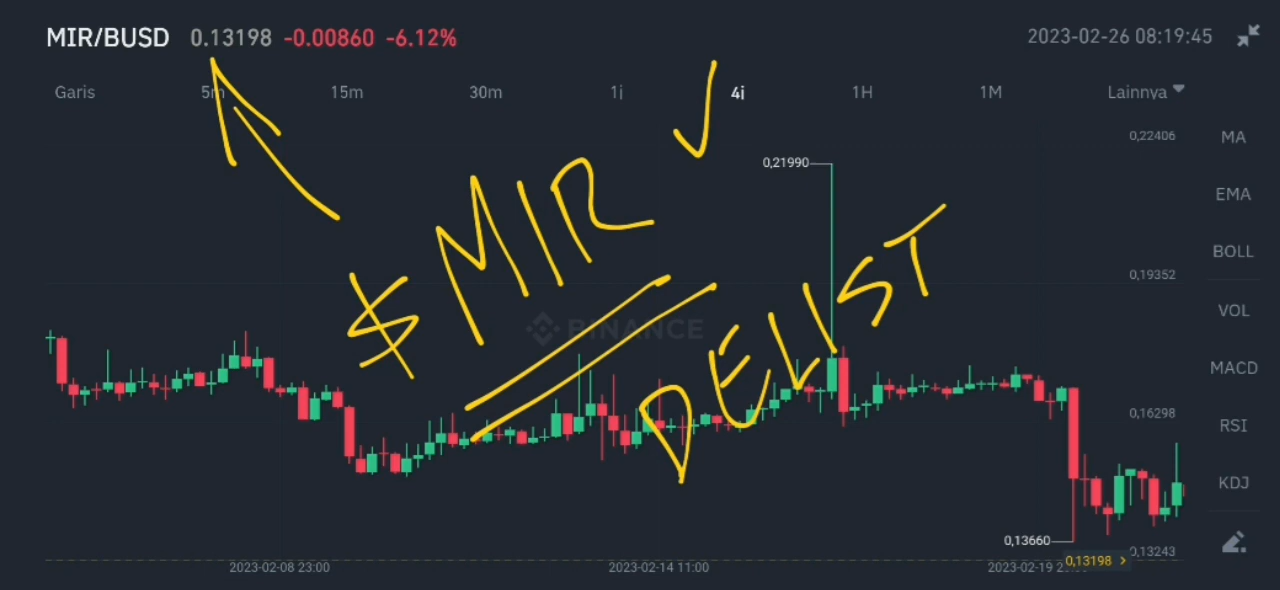 MIR/BUSD 0.13198 -0.00860 -6.12% 2023-02-26 08:19:45
Garis 5m 15m 30m 1j 4j 1H 1M Lainnya
0,22406
MA
0,21990
$MIR
EMA
DELIST
BOLL
0,19352
VOL
BINANCE
MACD
0,16298
RSI
KDJ
0,13660
0,13243
0,13198
2023-02-08 23:00 2023-02-14 11:00 2023-02-19